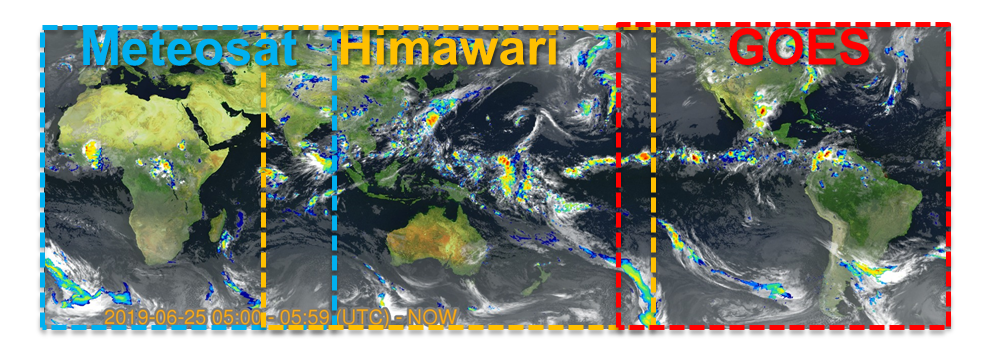 Meteosat Himawari GOES
2019-06-25 05:00 - 05:59 (UTC) - NOW